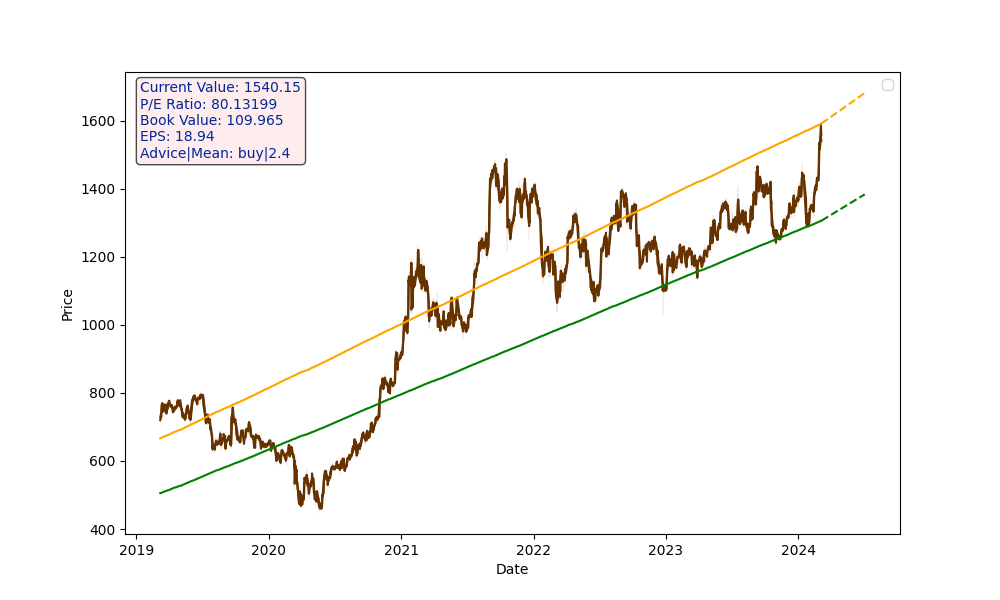 Current Value: 1540.15
P/E Ratio: 80.13199
Book Value: 109.965
EPS: 18.94
Advice|Mean: buy|2.4
1600
1400
1200
1000
800
600
400
Price
2019
2020
2021
2022
2023
2024
Date